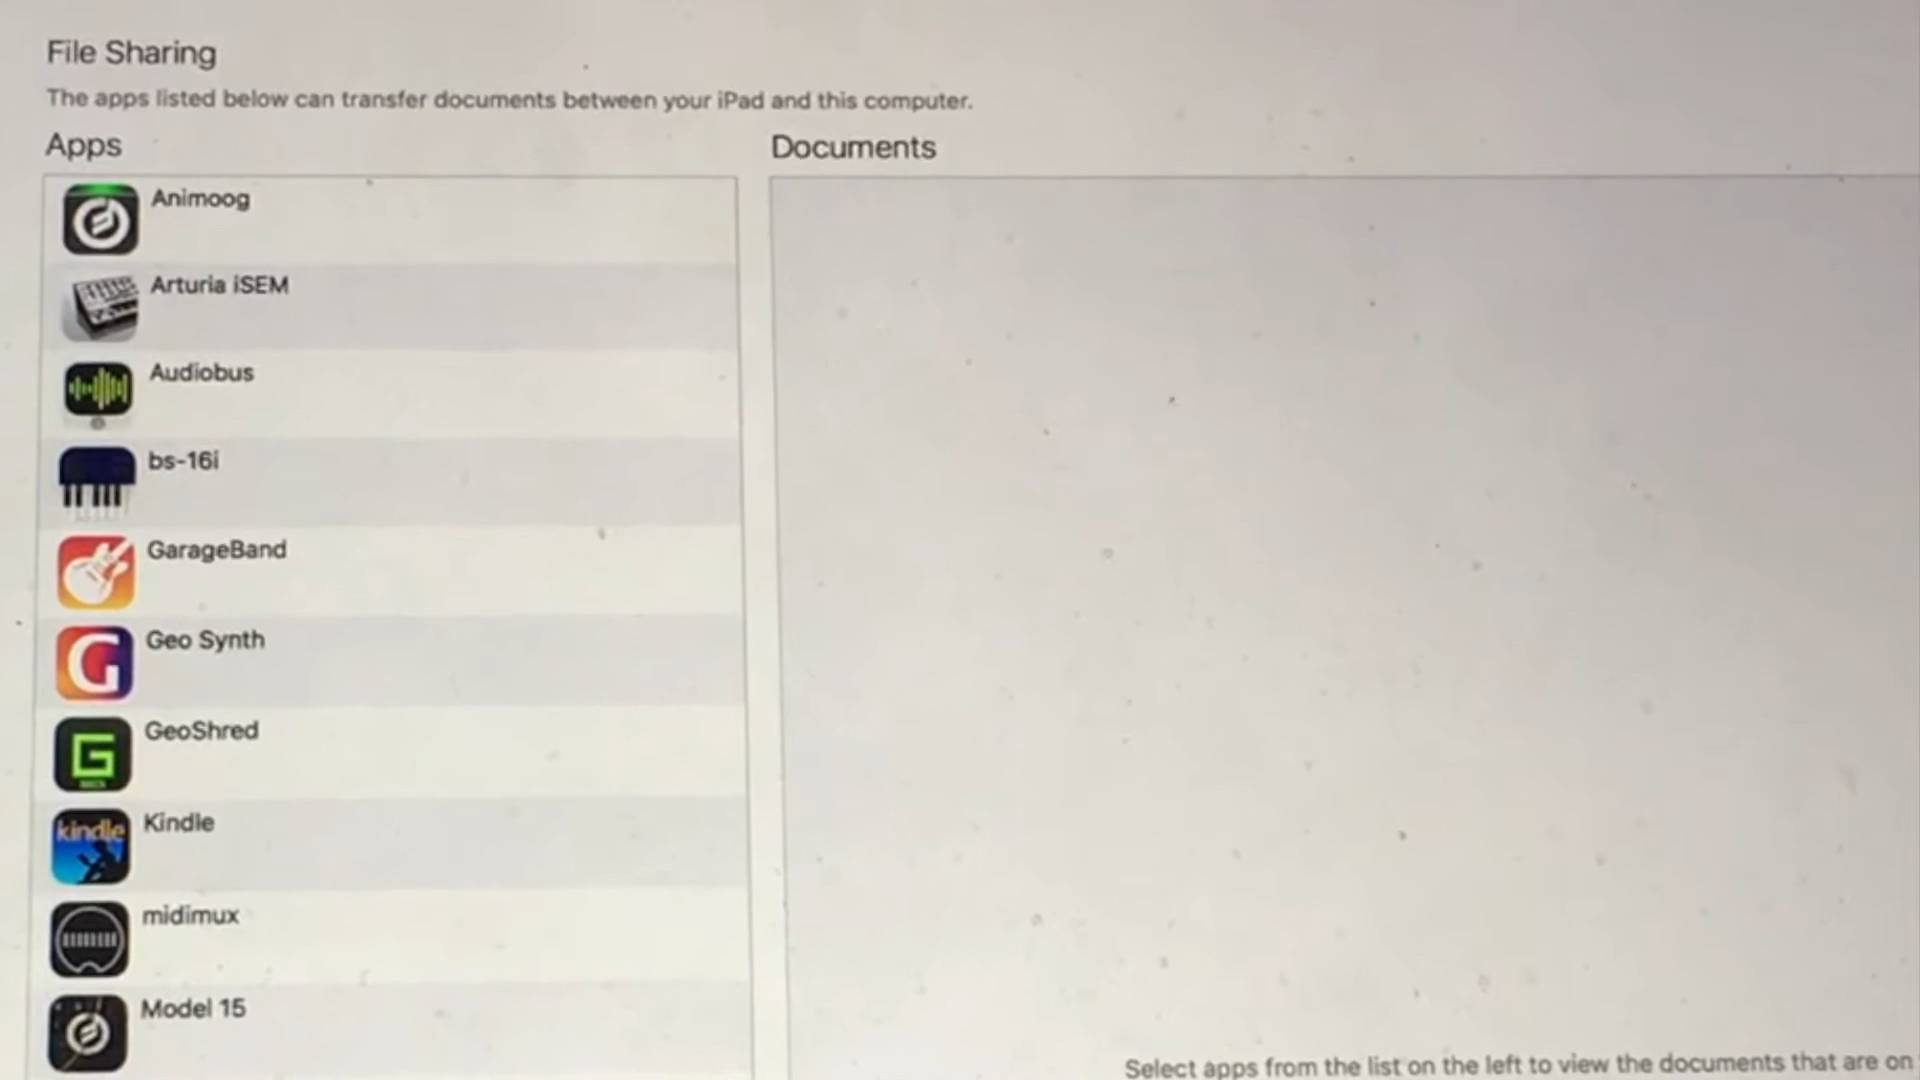 File Sharing
The apps listed below can transfer documents between your iPad and this computer.
Apps
Documents
Animoog
Arturia iSEM
Audiobus
bs-16i
GarageBand
Geo Synth
GeoShred
kindle
Kindle
midimux
Model 15
Select apps from the list on the left to view the documents that are on